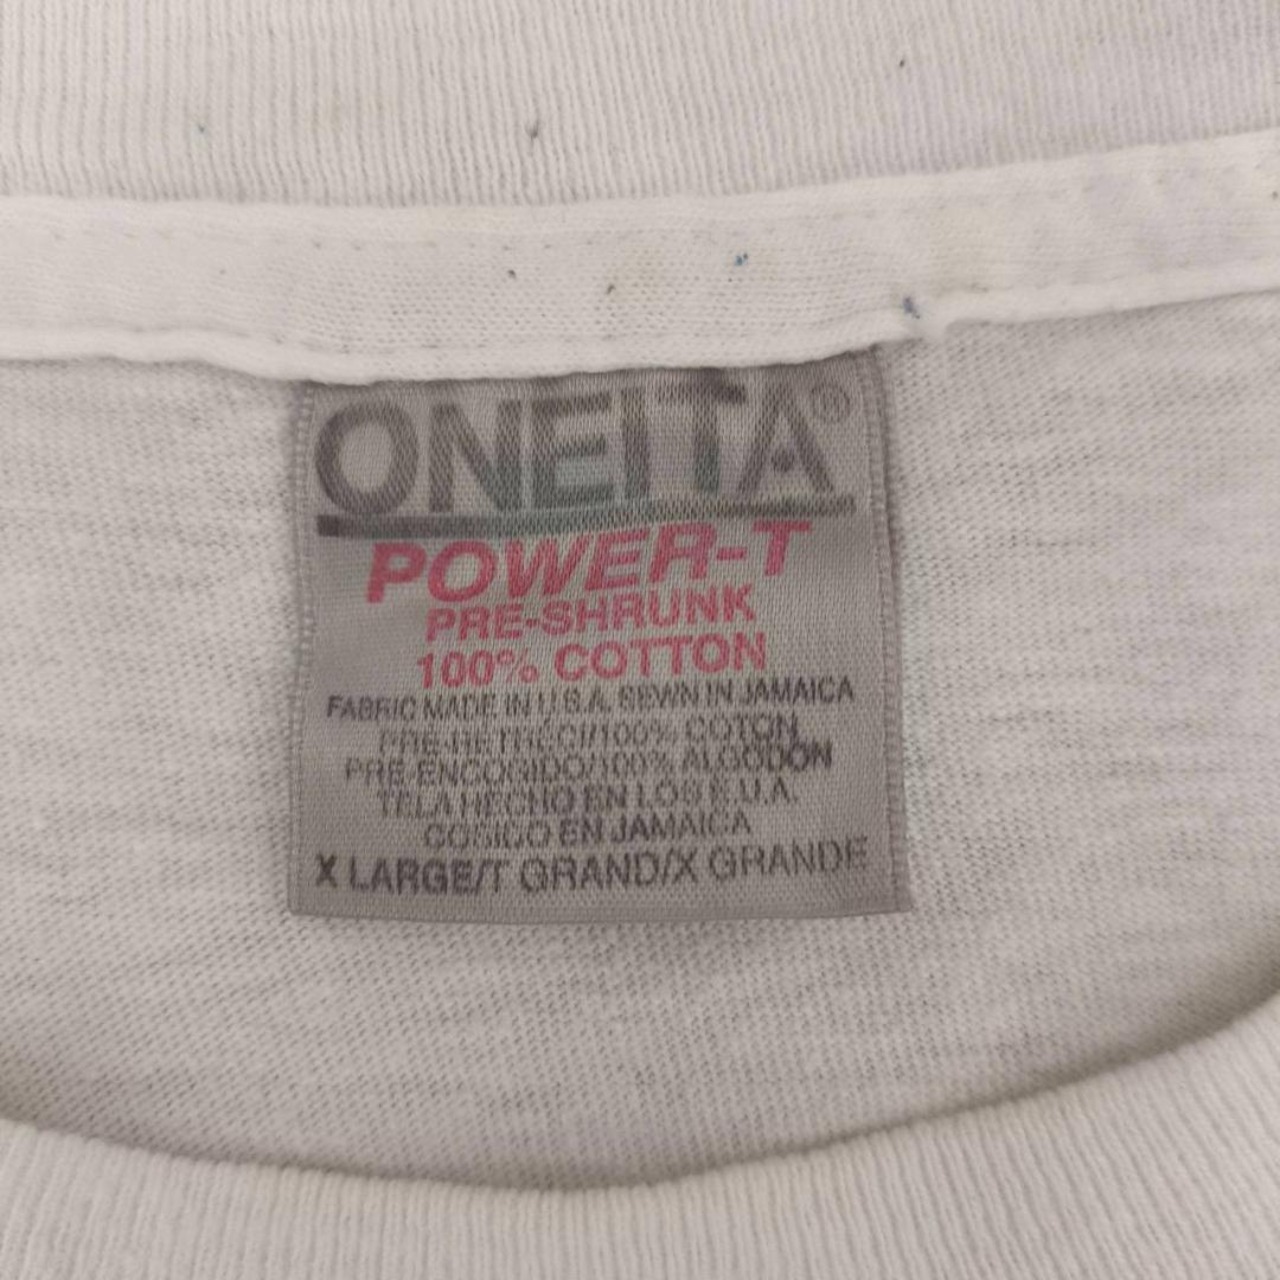 ONEITA®
POWER-T
PRE-SHRUNK
100% COTTON
FABRIC MADE IN U.S.A. SEWN IN JAMAICA
PRE-RETRÉCI/100% COTON
PRE-ENCOGIDO/100% ALGODON
TELA HECHO EN LOS E.U.A.
COSIDO EN JAMAICA
X LARGE/T GRAND/X GRANDE